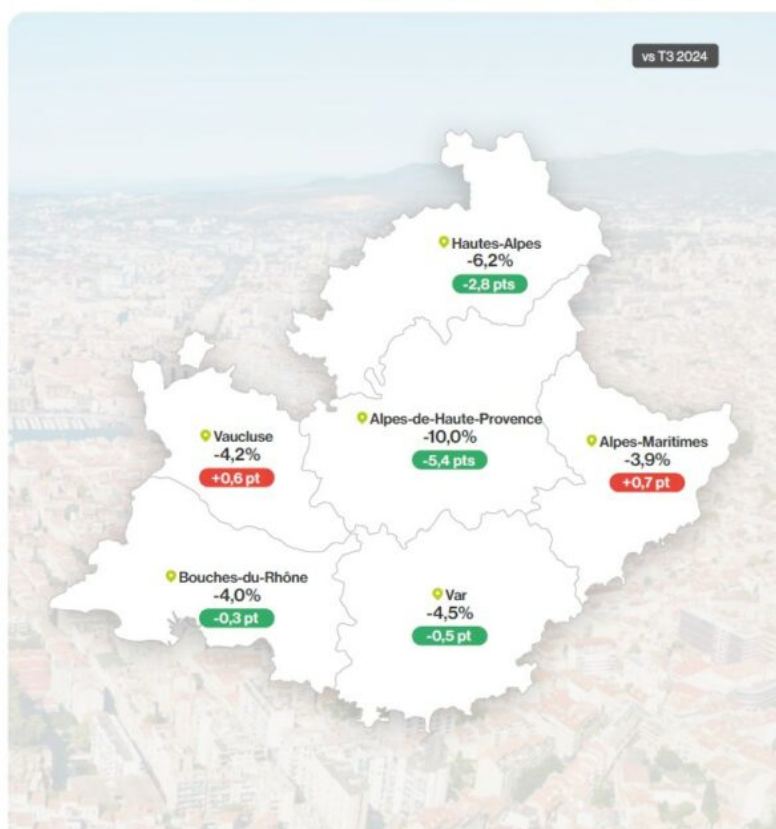 vs T3 2024
Hautes-Alpes
-6,2%
-2,8 pts
Alpes-de-Haute-Provence
-10,0%
-5,4 pts
Vaucluse
-4,2%
+0,6 pt
Alpes-Maritimes
-3,9%
+0,7 pt
Bouches-du-Rhône
-4,0%
-0,3 pt
Var
-4,5%
-0,5 pt